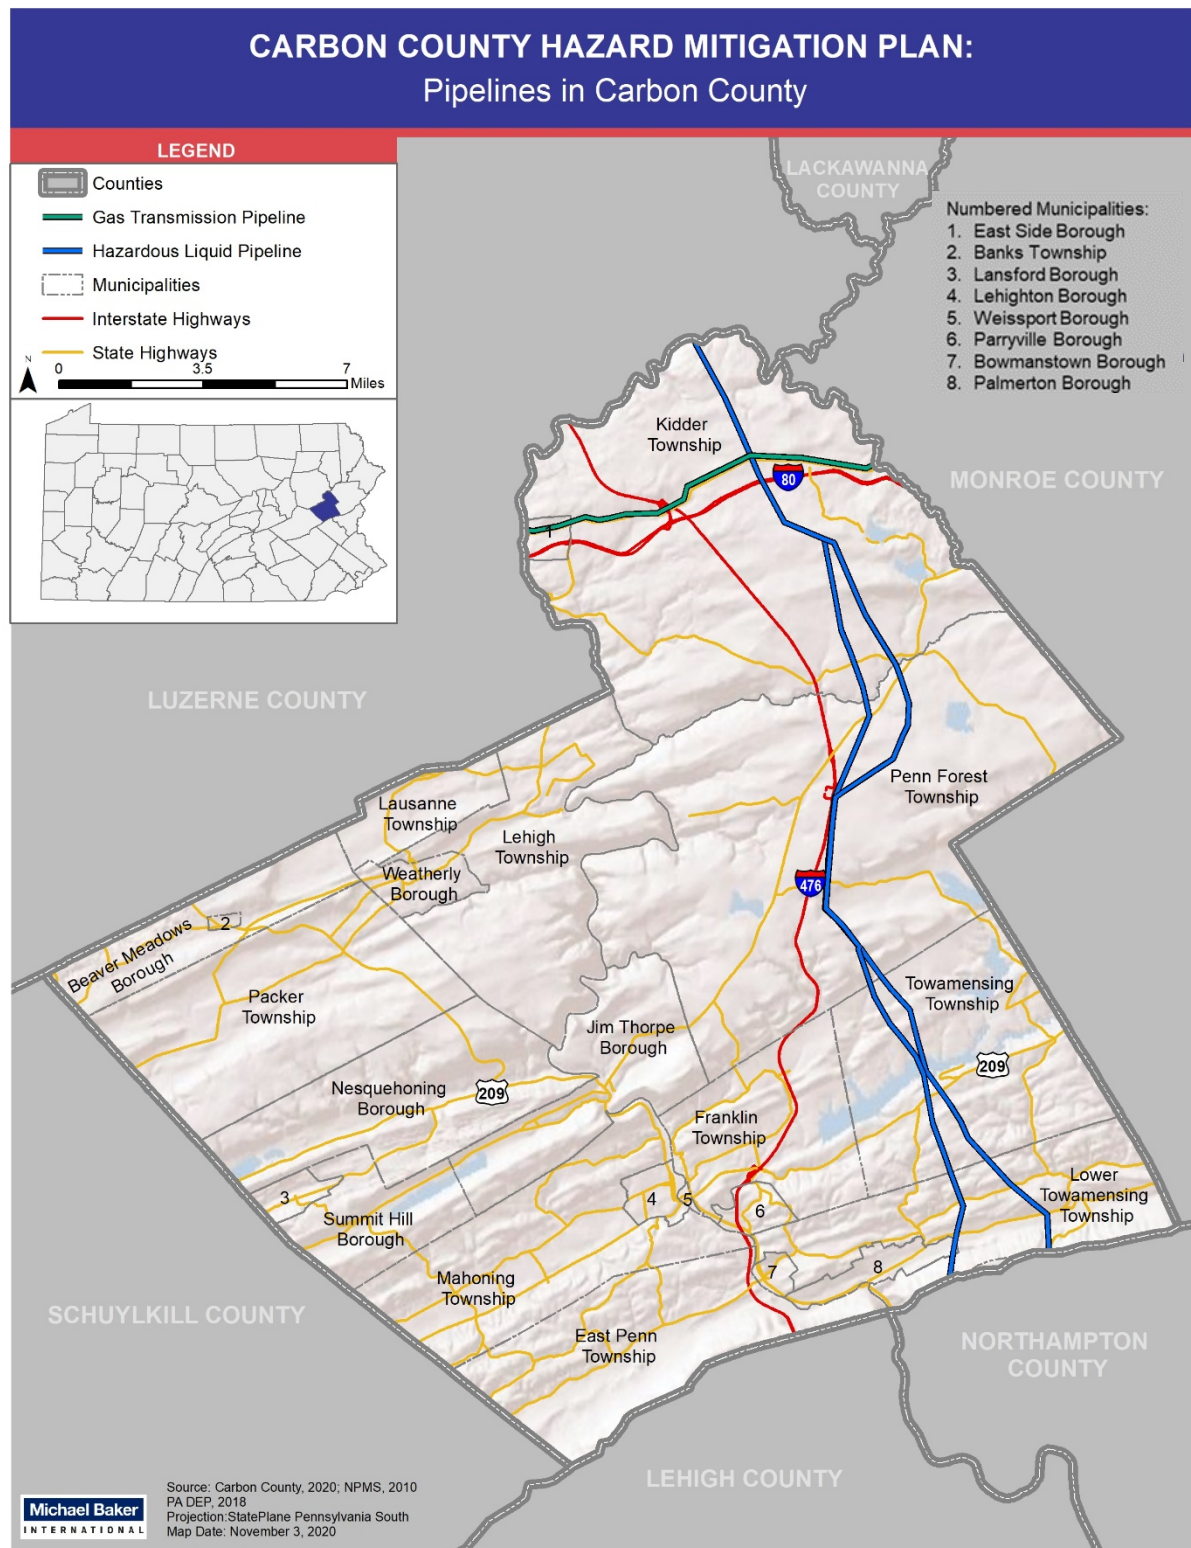 CARBON COUNTY HAZARD MITIGATION PLAN:
Pipelines in Carbon County
LEGEND
Counties
Gas Transmission Pipeline
Hazardous Liquid Pipeline
Municipalities
Interstate Highways
State Highways
N
0 3.5 7
Miles
LACKAWANNA
COUNTY
Numbered Municipalities:
1. East Side Borough
2. Banks Township
3. Lansford Borough
4. Lehighton Borough
5. Weissport Borough
6. Parryville Borough
7. Bowmanstown Borough
8. Palmerton Borough
Kidder
Township
80
MONROE COUNTY
1
LUZERNE COUNTY
Penn Forest
Township
Lausanne
Township
Lehigh
Township
Weatherly
Borough
476
2
Beaver Meadows
Borough
Packer
Township
Towamensing
Township
Jim Thorpe
Borough
209
Nesquehoning
Borough
209
Franklin
Township
Lower
Towamensing
Township
3
4
5
6
Summit Hill
Borough
7
8
Mahoning
Township
SCHUYLKILL COUNTY
East Penn
Township
NORTHAMPTON
COUNTY
LEHIGH COUNTY
Michael Baker
INTERNATIONAL
Source: Carbon County, 2020; NPMS, 2010
PA DEP, 2018
Projection:StatePlane Pennsylvania South
Map Date: November 3, 2020